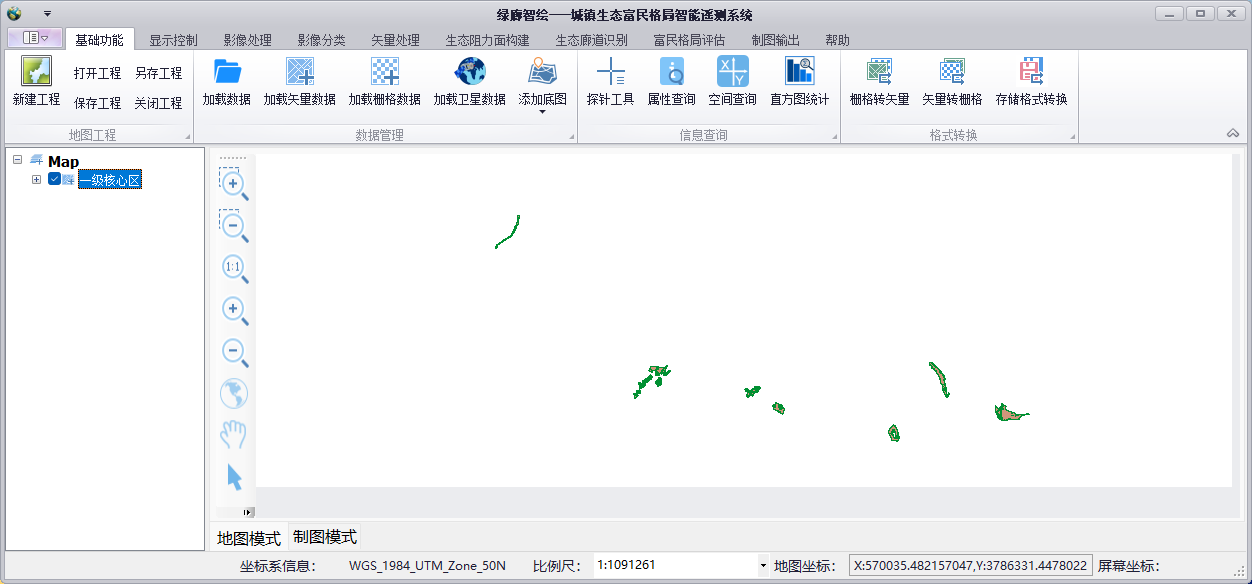 绿廊智绘——城镇生态富民格局智能遥测系统
基础功能 显示控制 影像处理 影像分类 矢量处理 生态阻力面构建 生态廊道识别 富民格局评估 制图输出 帮助
新建工程
打开工程 另存工程
保存工程 关闭工程
加载数据 加载矢量数据 加载栅格数据 加载卫星数据 添加底图
探针工具 属性查询 空间查询 直方图统计
栅格转矢量 矢量转栅格 存储格式转换
地图工程 数据管理 信息查询 格式转换
Map
一级核心区
1:1
地图模式 制图模式
坐标系信息： WGS_1984_UTM_Zone_50N 比例尺： 1:1091261 地图坐标： X:570035.482157047,Y:3786331.4478022 屏幕坐标：